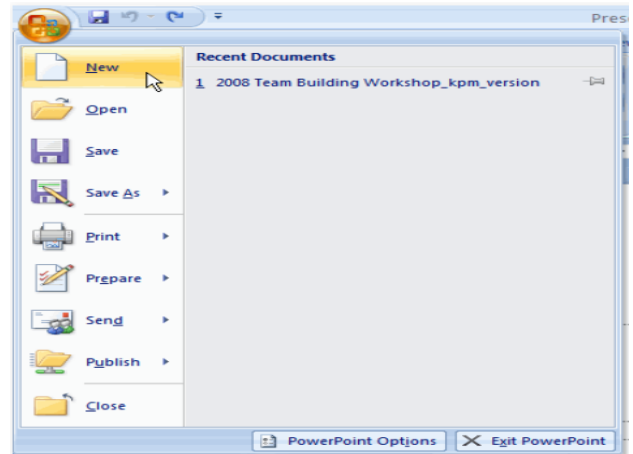 Pres
New
Recent Documents
1 2008 Team Building Workshop_kpm_version
Open
Save
Save As
Print
Prepare
Send
Publish
Close
PowerPoint Options
Exit PowerPoint